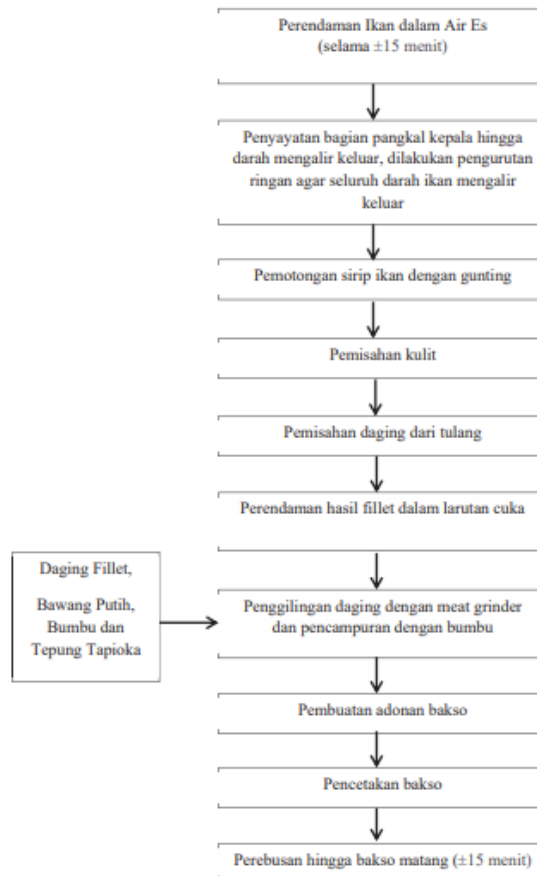 Perendaman Ikan dalam Air Es
(selama ±15 menit)
Penyayatan bagian pangkal kepala hingga
darah mengalir keluar, dilakukan pengurutan
ringan agar seluruh darah ikan mengalir
keluar
Pemotongan sirip ikan dengan gunting
Pemisahan kulit
Pemisahan daging dari tulang
Perendaman hasil fillet dalam larutan cuka
Daging Fillet,
Bawang Putih,
Bumbu dan
Tepung Tapioka
Penggilingan daging dengan meat grinder
dan pencampuran dengan bumbu
Pembuatan adonan bakso
Pencetakan bakso
Perebusan hingga bakso matang (±15 menit)